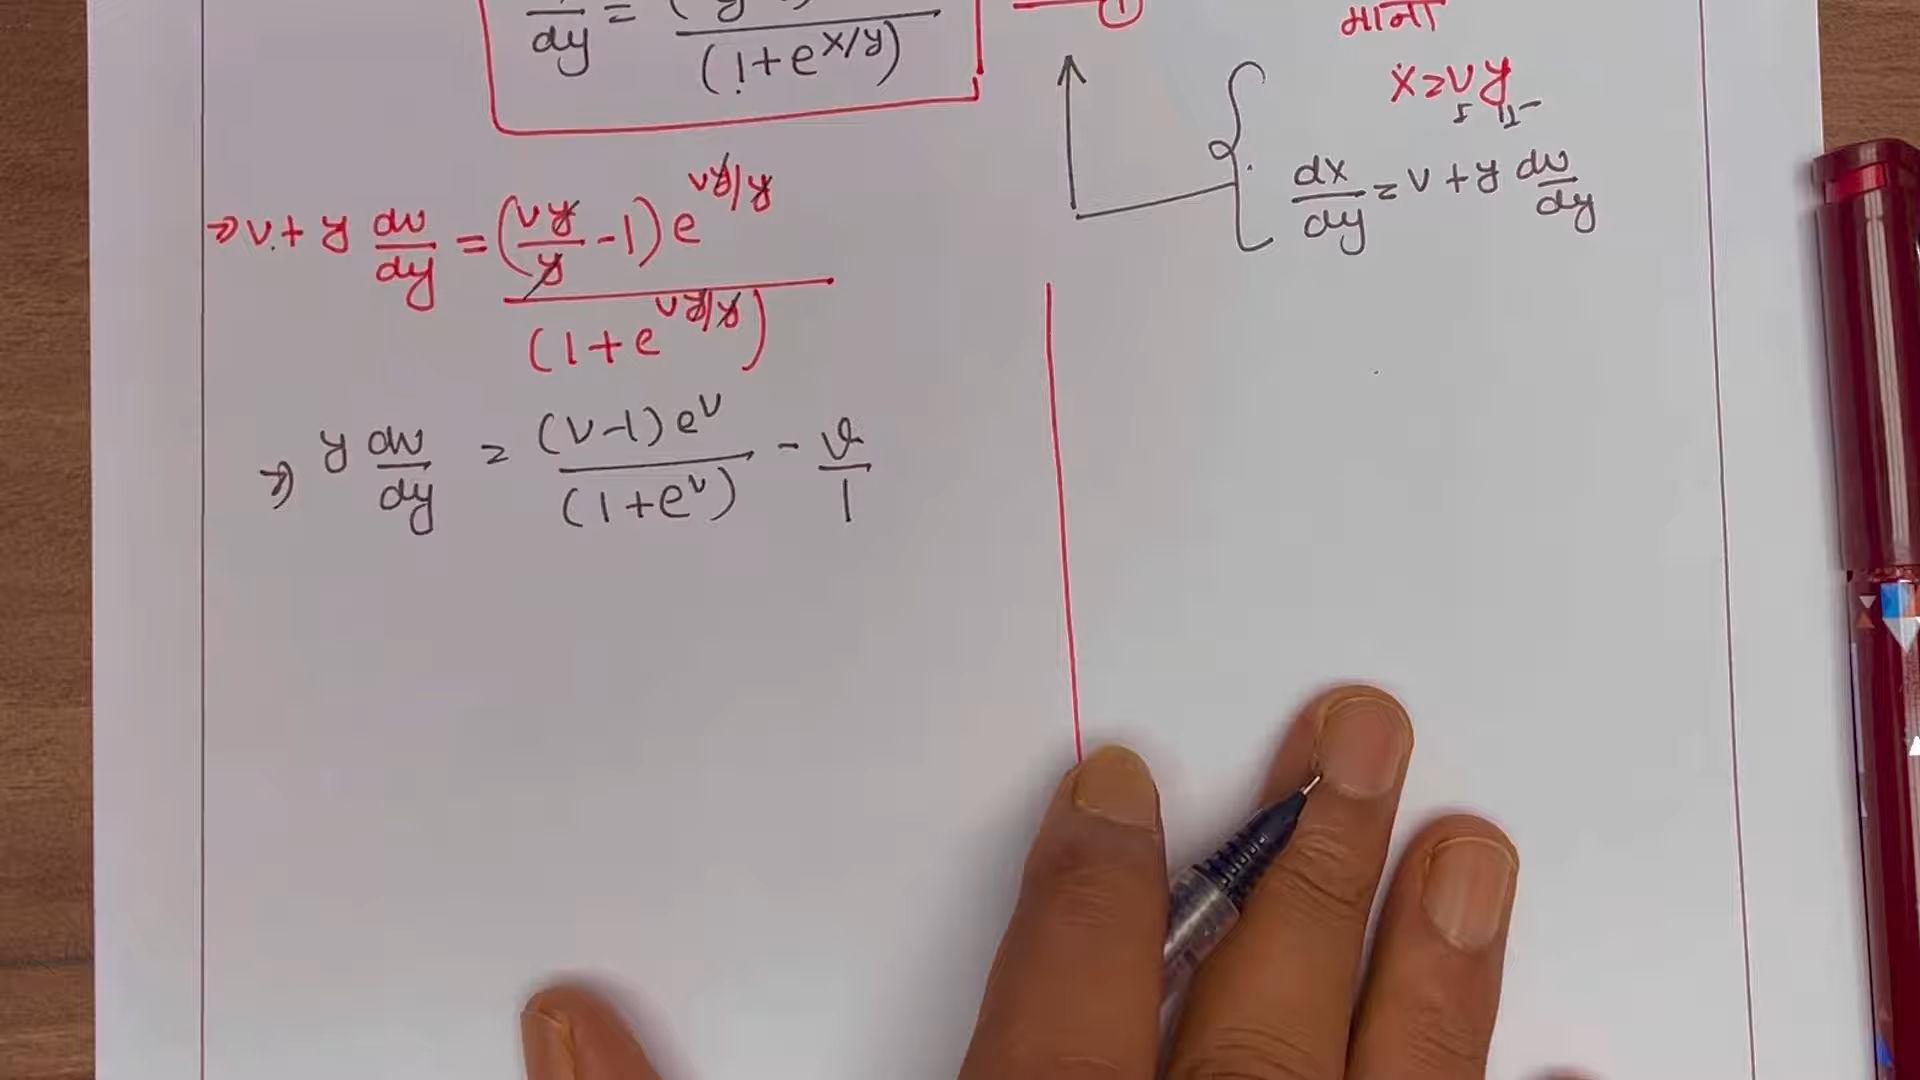 dy = (1+e^{x/y})
①
माना
x=vy
dx/dy = v + y dv/dy
⇒ v + y dv/dy = (vy/y - 1) e^{vy/y} / (1+e^{vy/y})
⇒ y dv/dy = (v-1)e^v / (1+e^v) - v/1